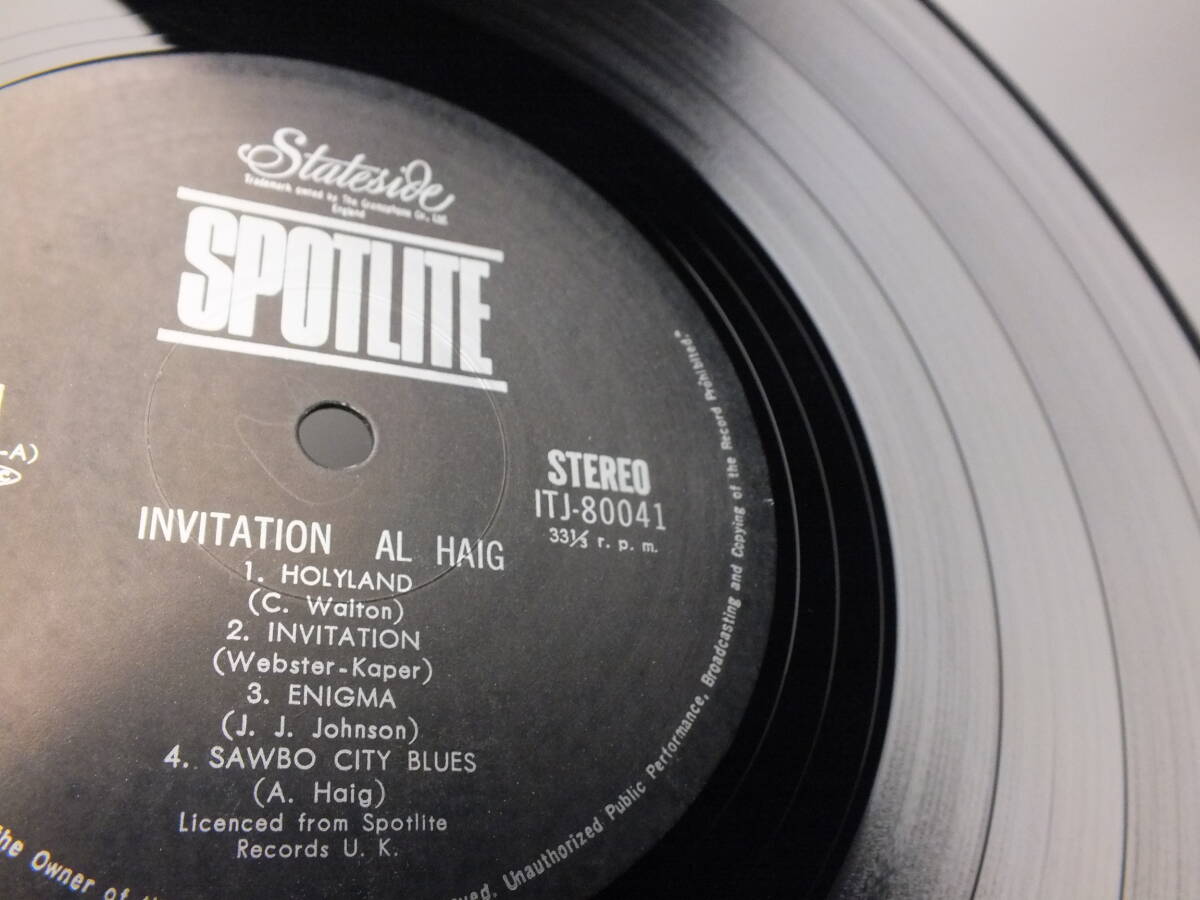 Stateside
Trademark owned by The Gramophone Co., Ltd.
England
SPOTLITE
STEREO
ITJ-80041
33⅓ r. p. m.
-A)
INVITATION AL HAIG
1. HOLYLAND
(C. Walton)
2. INVITATION
(Webster-Kaper)
3. ENIGMA
(J. J. Johnson)
4. SAWBO CITY BLUES
(A. Haig)
Licenced from Spotlite
Records U. K.
the Owner of
Unauthorized Public Performance, Broadcasting and Copying of the Record Prohibited."